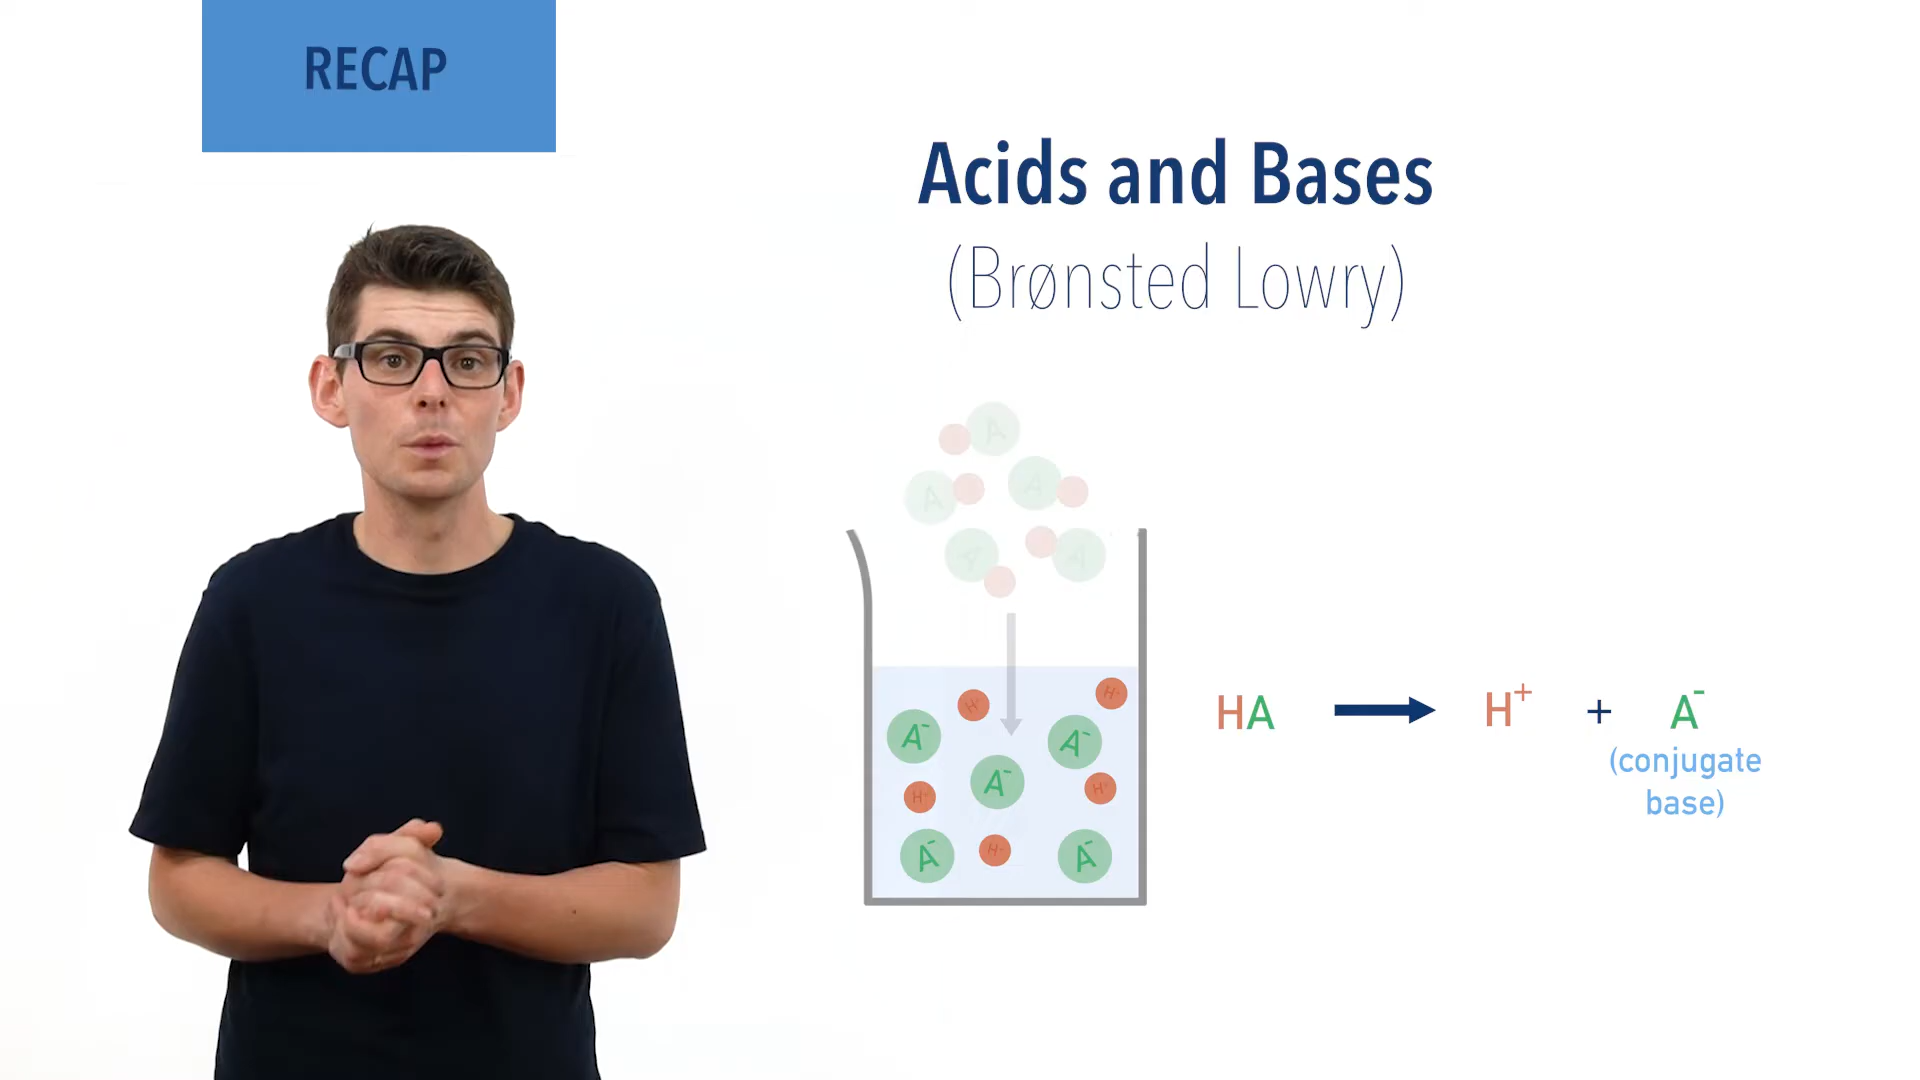 RECAP
Acids and Bases
(Brønsted Lowry)
A
A
A
A
A
H⁺
H⁺
A⁻
A⁻
A⁻
H⁺
H⁺
H⁺
A⁻
A⁻
HA → H⁺ + A⁻
(conjugate
base)